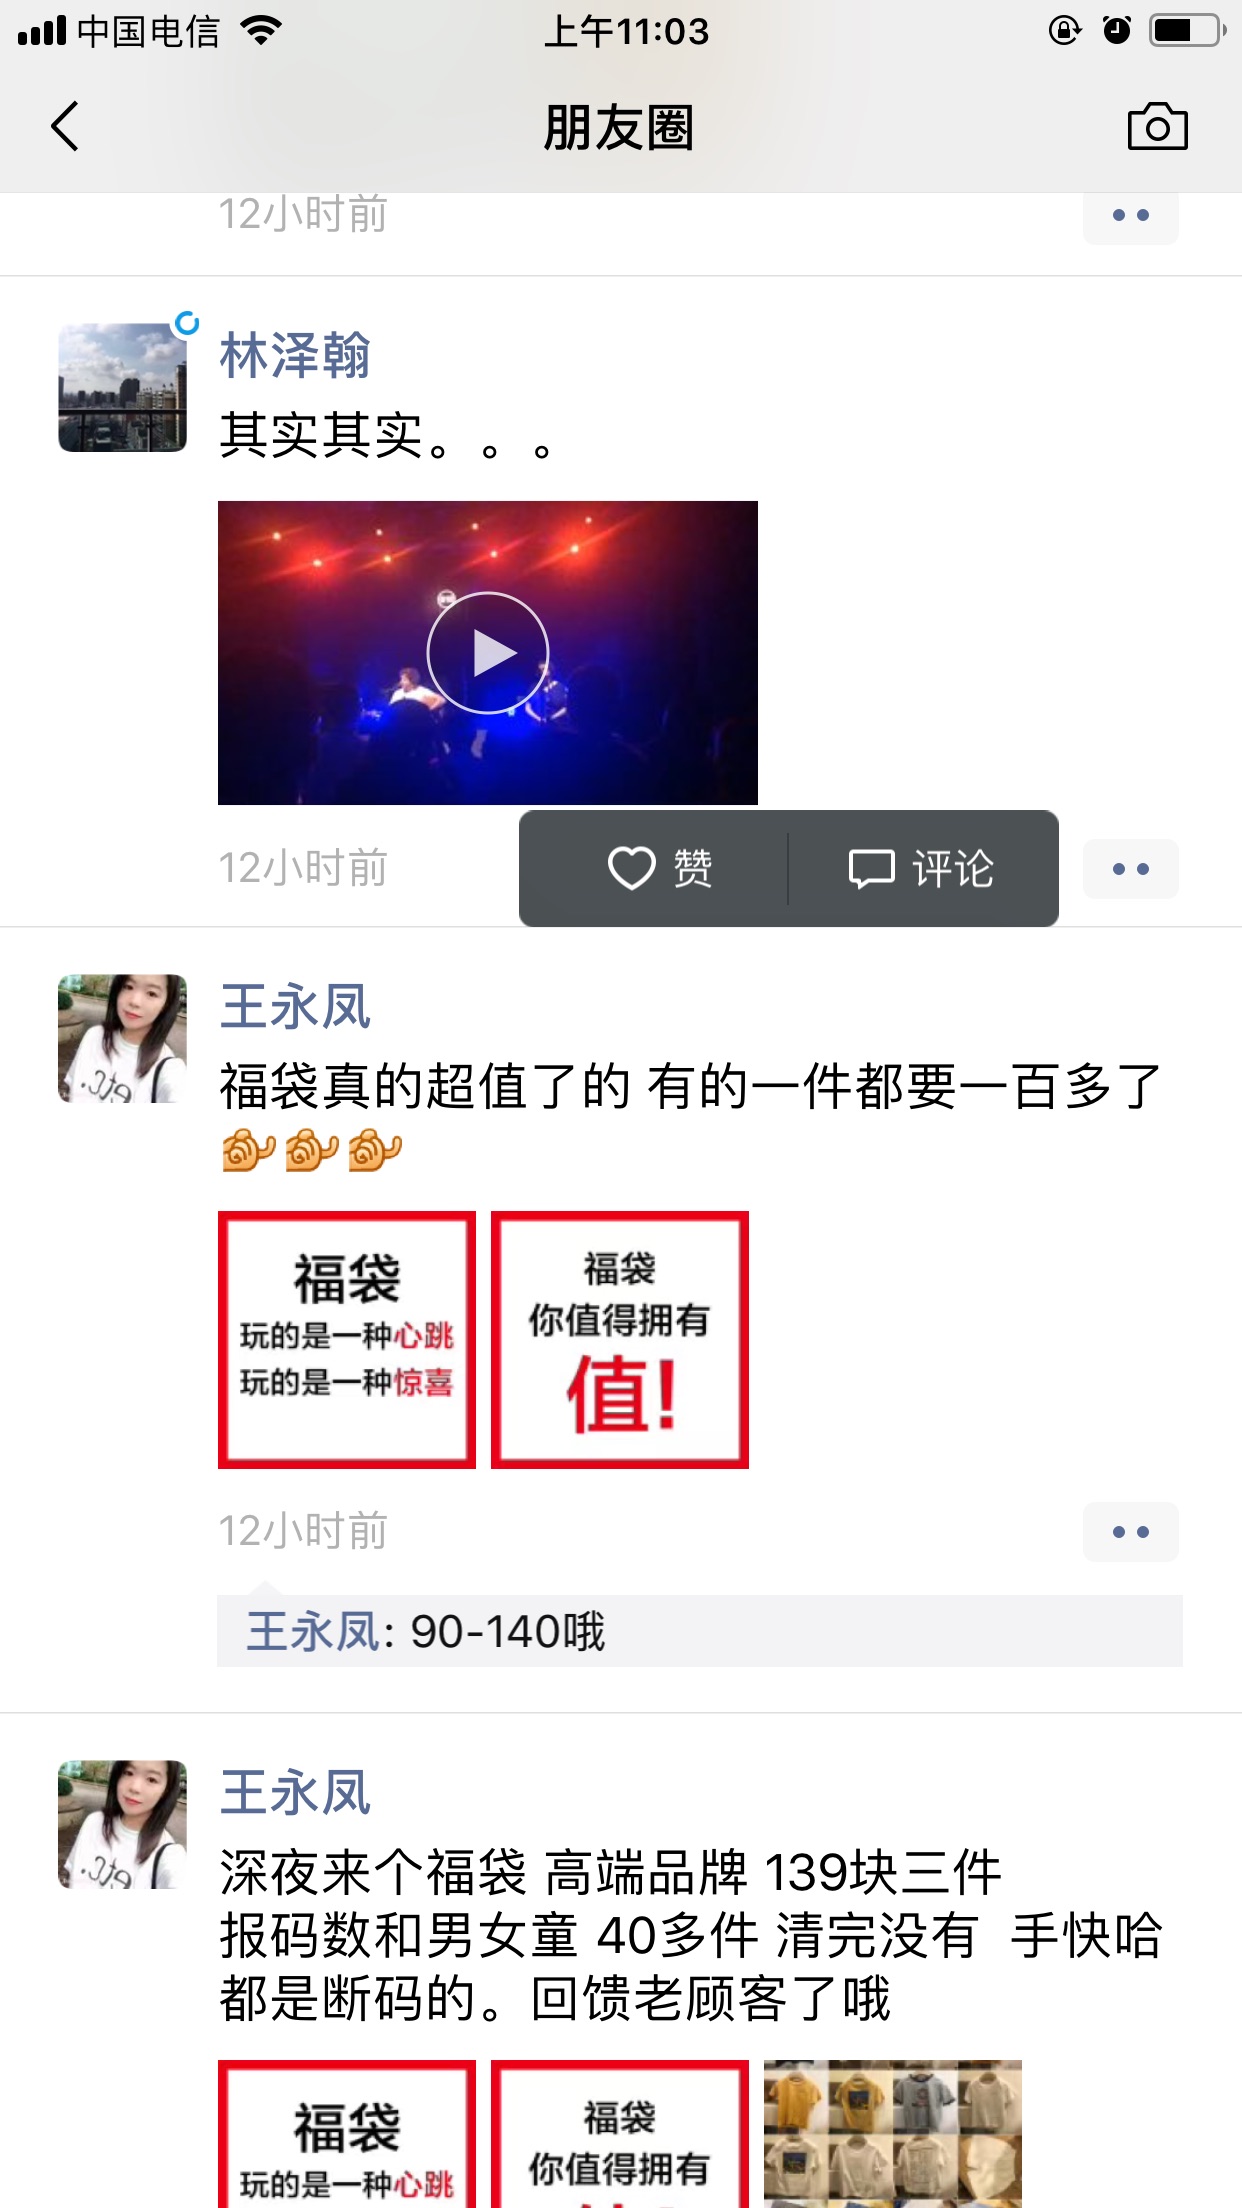 中国电信
上午11:03
朋友圈
12小时前
林泽翰
其实其实。。。
12小时前
赞
评论
王永凤
福袋真的超值了的 有的一件都要一百多了
福袋
玩的是一种心跳
玩的是一种惊喜
福袋
你值得拥有
值!
12小时前
王永凤: 90-140哦
王永凤
深夜来个福袋 高端品牌 139块三件
报码数和男女童 40多件 清完没有 手快哈
都是断码的。回馈老顾客了哦
福袋
玩的是一种心跳
福袋
你值得拥有